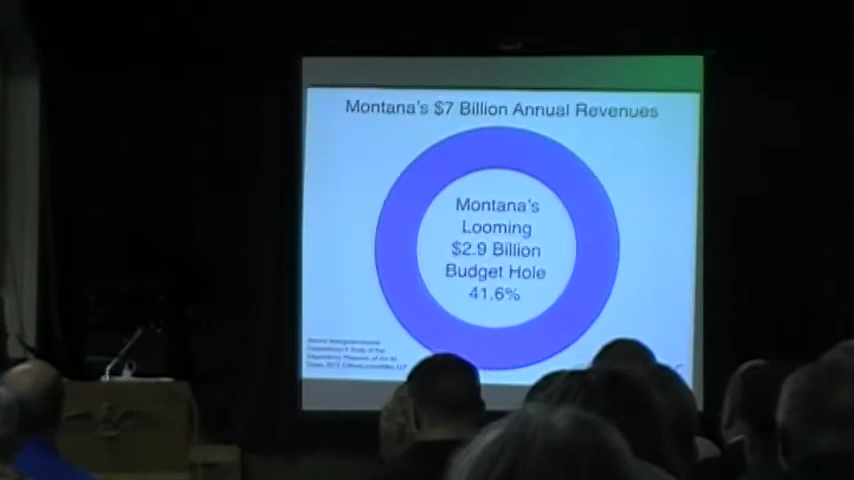 Montana's $7 Billion Annual Revenues
Montana's
Looming
$2.9 Billion
Budget Hole
41.6%